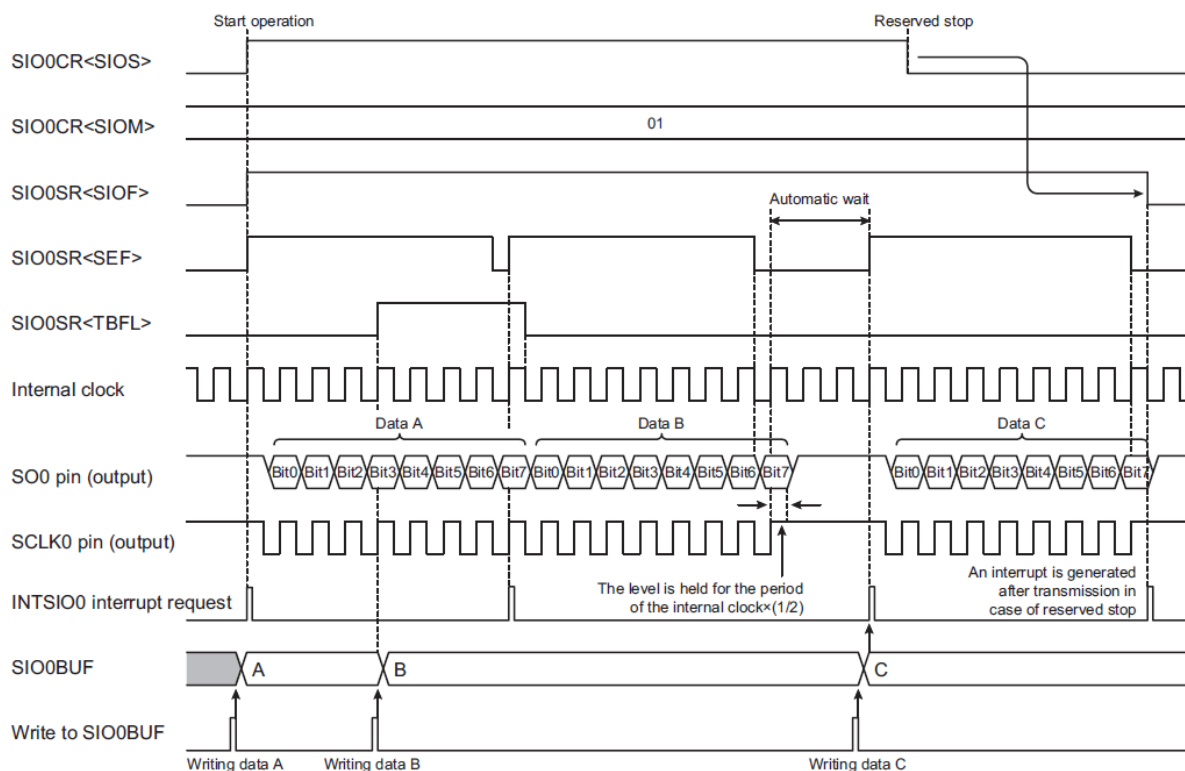 Start operation
Reserved stop
SIO0CR<SIOS>
SIO0CR<SIOM>
01
SIO0SR<SIOF>
Automatic wait
SIO0SR<SEF>
SIO0SR<TBFL>
Internal clock
Data A
Data B
Data C
SO0 pin (output)
Bit0 Bit1 Bit2 Bit3 Bit4 Bit5 Bit6 Bit7 Bit0 Bit1 Bit2 Bit3 Bit4 Bit5 Bit6 Bit7 Bit0 Bit1 Bit2 Bit3 Bit4 Bit5 Bit6 Bit7
SCLK0 pin (output)
The level is held for the period
of the internal clock×(1/2)
An interrupt is generated
after transmission in
case of reserved stop
INTSIO0 interrupt request
SIO0BUF
A
B
C
Write to SIO0BUF
Writing data A
Writing data B
Writing data C